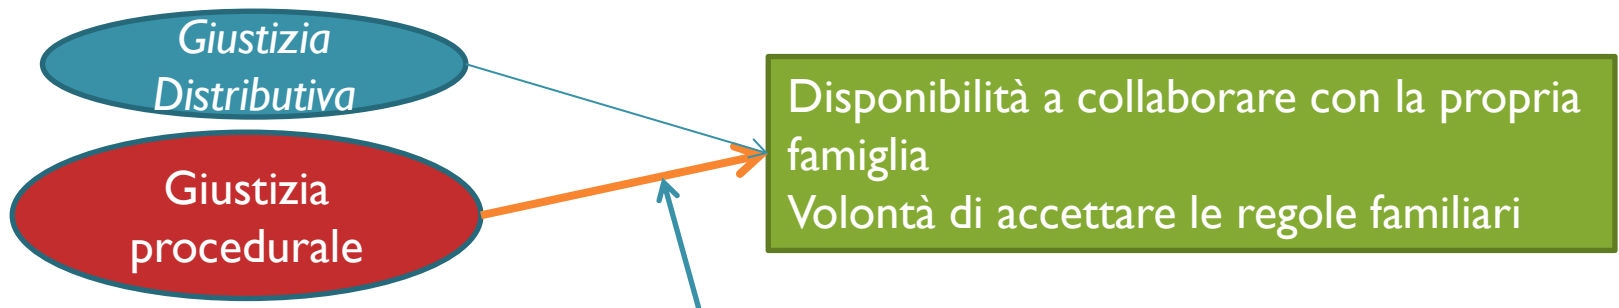 Giustizia
Distributiva
Giustizia
procedurale
Disponibilità a collaborare con la propria
famiglia
Volontà di accettare le regole familiari